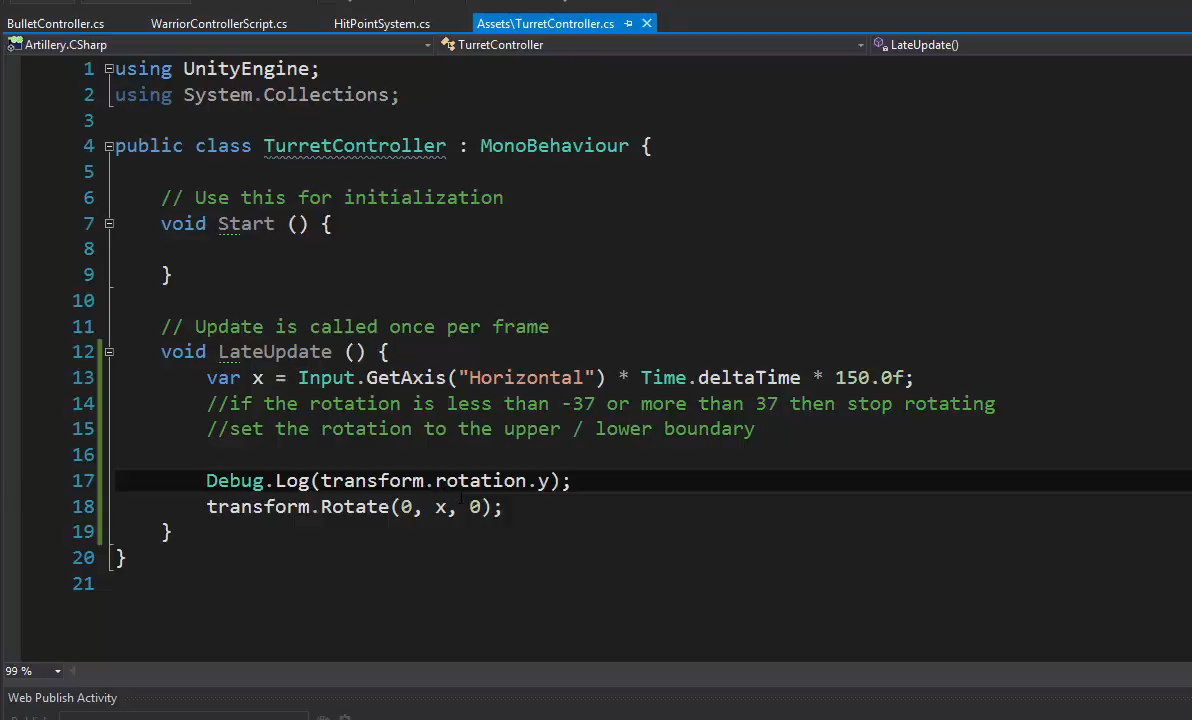 BulletController.cs WarriorControllerScript.cs HitPointSystem.cs Assets\TurretController.cs
Artillery.CSharp TurretController LateUpdate()
1 using UnityEngine;
2 using System.Collections;
3
4 public class TurretController : MonoBehaviour {
5
6 // Use this for initialization
7 void Start () {
8
9 }
10
11 // Update is called once per frame
12 void LateUpdate () {
13 var x = Input.GetAxis("Horizontal") * Time.deltaTime * 150.0f;
14 //if the rotation is less than -37 or more than 37 then stop rotating
15 //set the rotation to the upper / lower boundary
16
17 Debug.Log(transform.rotation.y);
18 transform.Rotate(0, x, 0);
19 }
20 }
21
99 %
Web Publish Activity